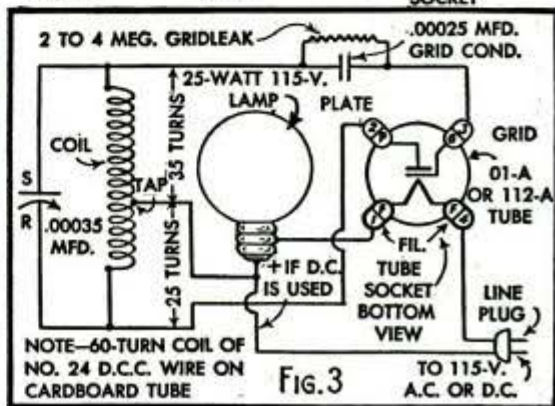 SOCKET
2 TO 4 MEG. GRIDLEAK
.00025 MFD.
GRID COND.
25-WATT 115-V.
LAMP
PLATE
GRID
COIL
TAP
35 TURNS
25 TURNS
S
R
.00035
MFD.
01-A
OR 112-A
TUBE
FIL.
TUBE
SOCKET
BOTTOM
VIEW
+ IF D.C.
IS USED
LINE
PLUG
NOTE—60-TURN COIL OF
NO. 24 D.C.C. WIRE ON
CARDBOARD TUBE
FIG. 3
TO 115-V.
A.C. OR D.C.